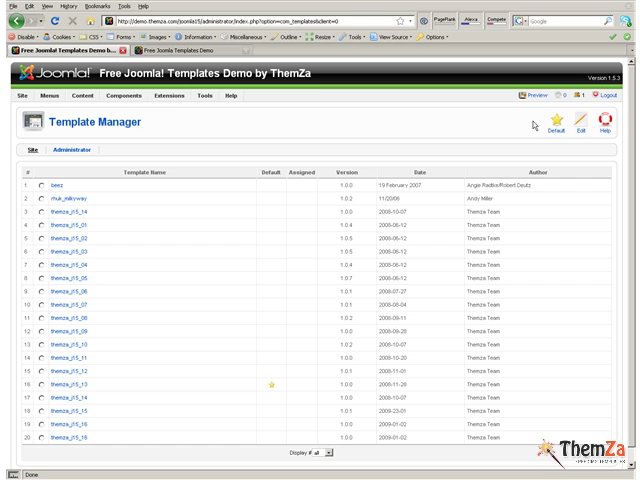 File Edit View History Bookmarks Tools Help
http://demo.themza.com/joomla15/administrator/index.php?option=com_templates&client=0
PageRank Alexa Compete Google
Disable Cookies CSS Forms Images Information Miscellaneous Outline Resize Tools View Source Options
Free Joomla! Templates Demo b... Free Joomla Templates Demo
Joomla! Free Joomla! Templates Demo by ThemZa
Version 1.5.3
Site Menus Content Components Extensions Tools Help Preview 0 1 Logout
Template Manager
Default Edit Help
Site Administrator
# Template Name Default Assigned Version Date Author
1 beez 1.0.0 19 February 2007 Angie Radtke/Robert Deutz
2 rhuk_milkyway 1.0.2 11/20/06 Andy Miller
3 themza_j15_14 1.0.0 2008-10-07 Themza Team
4 themza_j15_01 1.0.4 2008-06-12 Themza Team
5 themza_j15_02 1.0.4 2008-06-12 Themza Team
6 themza_j15_03 1.0.5 2008-06-12 Themza Team
7 themza_j15_04 1.0.4 2008-06-12 Themza Team
8 themza_j15_05 1.0.7 2008-06-12 Themza Team
9 themza_j15_06 1.0.1 2008-07-27 Themza Team
10 themza_j15_07 1.0.1 2008-08-04 Themza Team
11 themza_j15_08 1.0.2 2008-08-11 Themza Team
12 themza_j15_09 1.0.0 2008-09-28 Themza Team
13 themza_j15_10 1.0.2 2008-10-07 Themza Team
14 themza_j15_11 1.0.0 2008-10-20 Themza Team
15 themza_j15_12 1.0.1 2008-11-01 Themza Team
16 themza_j15_13 1.0.0 2008-11-28 Themza Team
17 themza_j15_14 1.0.0 2008-10-07 Themza Team
18 themza_j15_15 1.0.1 2009-23-01 Themza Team
19 themza_j15_16 1.0.0 2009-01-02 Themza Team
20 themza_j15_16 1.0.0 2009-01-02 Themza Team
Display # all
ThemZa
Done